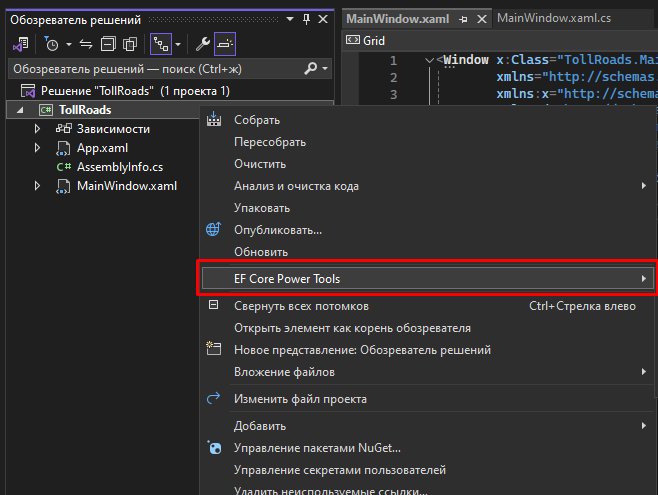 Обозреватель решений
MainWindow.xaml
MainWindow.xaml.cs
Обозреватель решений — поиск (Ctrl+ж)
Grid
Решение "TollRoads" (1 проекта 1)
1 <Window x:Class="TollRoads.Mai
2 xmlns="http://schemas
3 xmlns:x="http://schema
TollRoads
Зависимости
App.xaml
AssemblyInfo.cs
MainWindow.xaml
Собрать
Пересобрать
Очистить
Анализ и очистка кода
Упаковать
Опубликовать...
Обновить
EF Core Power Tools
Свернуть всех потомков Ctrl+Стрелка влево
Открыть элемент как корень обозревателя
Новое представление: Обозреватель решений
Вложение файлов
Изменить файл проекта
Добавить
Управление пакетами NuGet...
Управление секретами пользователей
Удалить неиспользуемые ссылки...